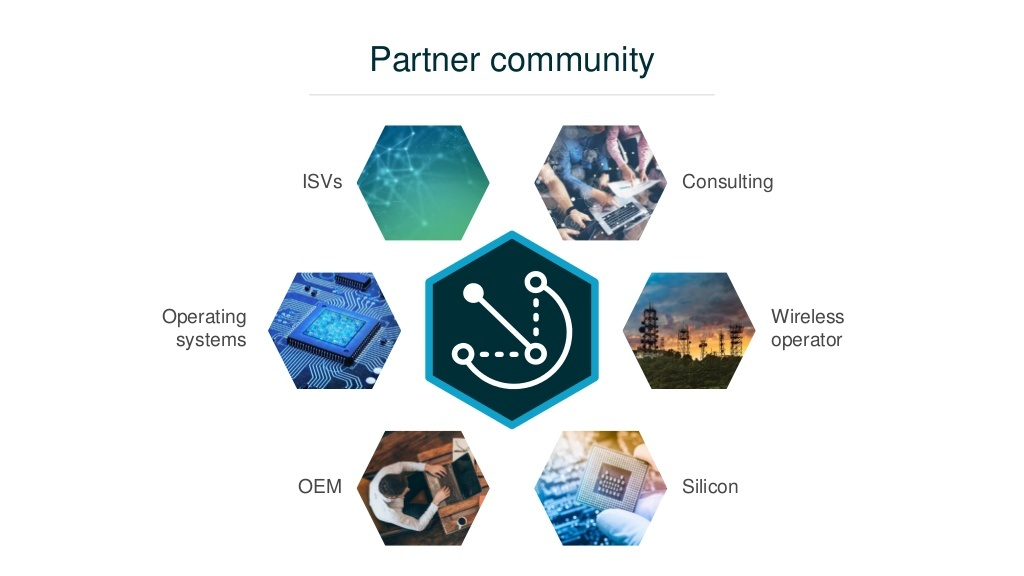 Partner community
ISVs
Consulting
Operating
systems
Wireless
operator
OEM
Silicon